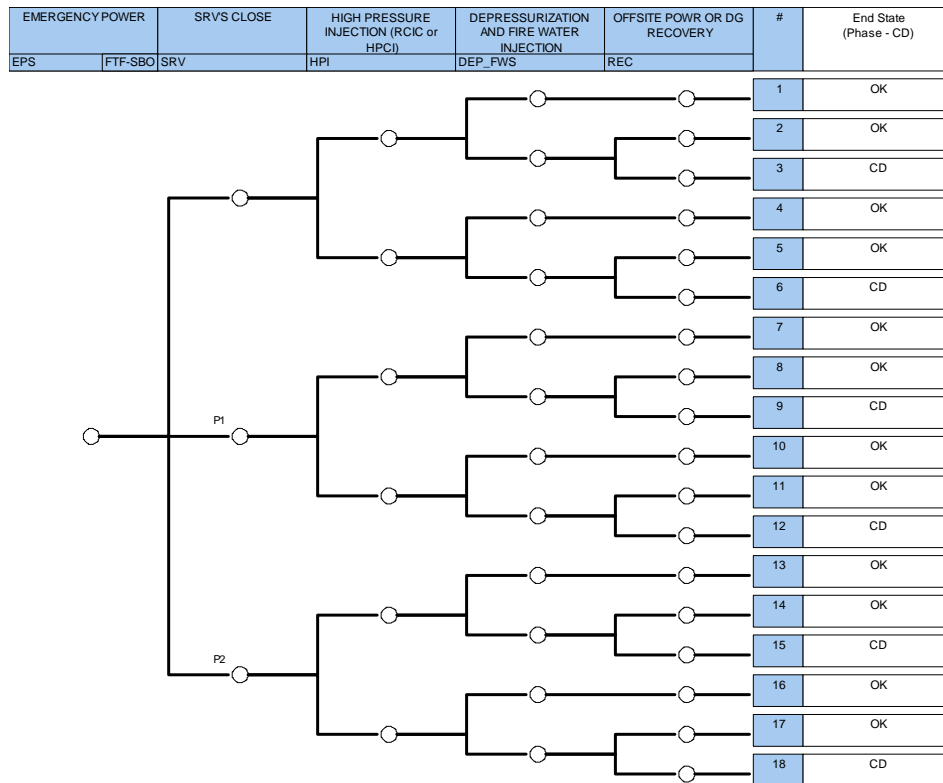 EMERGENCY POWER
SRV'S CLOSE
HIGH PRESSURE
INJECTION (RCIC or
HPCI)
DEPRESSURIZATION
AND FIRE WATER
INJECTION
OFFSITE POWR OR DG
RECOVERY
#
End State
(Phase - CD)
EPS
FTF-SBO
SRV
HPI
DEP_FWS
REC
1
OK
2
OK
3
CD
4
OK
5
OK
6
CD
7
OK
8
OK
P1
9
CD
10
OK
11
OK
12
CD
13
OK
14
OK
P2
15
CD
16
OK
17
OK
18
CD